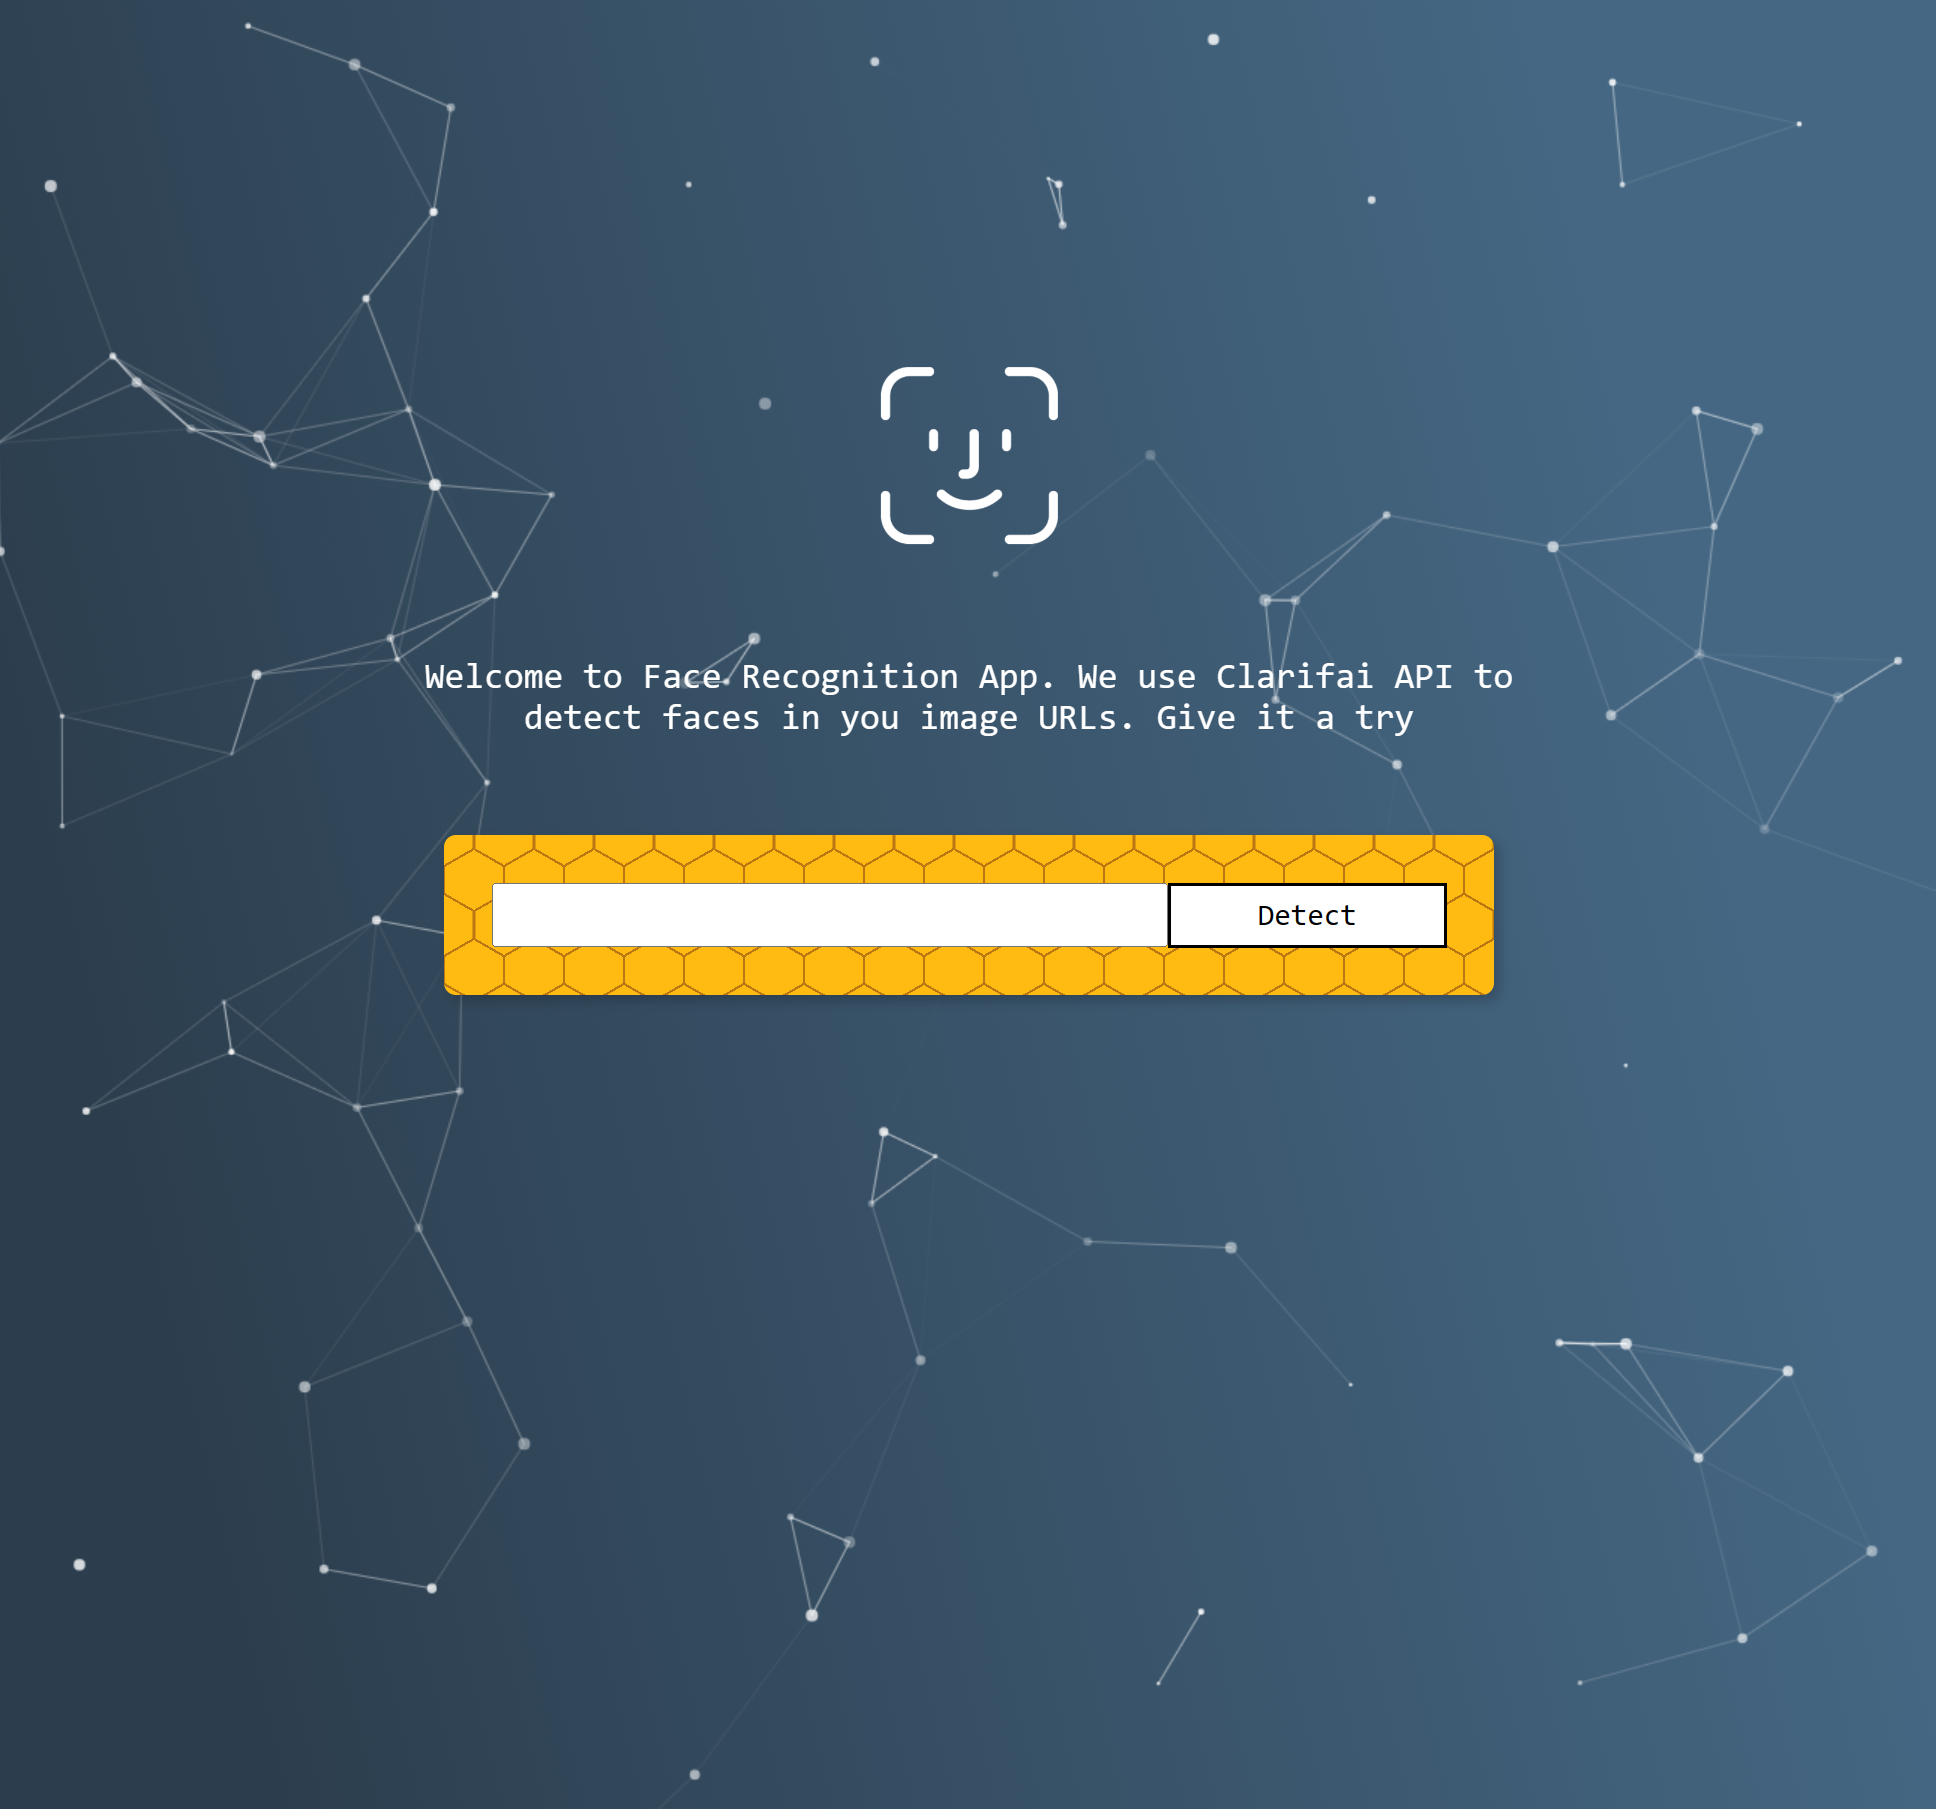 Welcome to Face Recognition App. We use Clarifai API to
detect faces in you image URLs. Give it a try
Detect